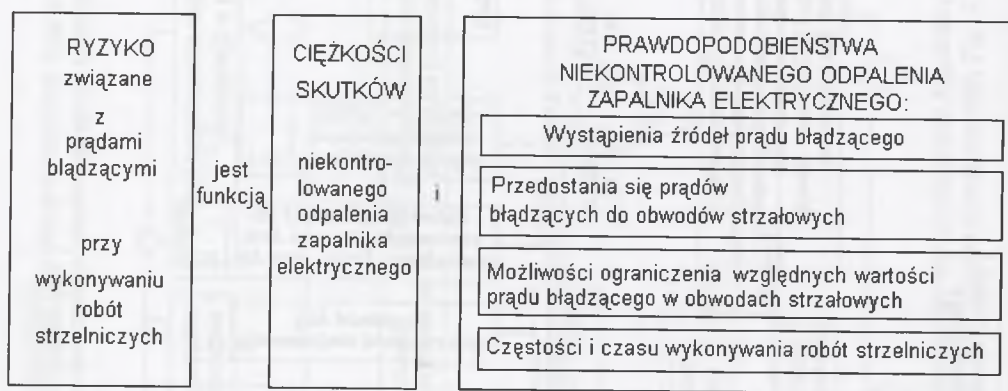 RYZYKO
związane
z
prądami
blądzącymi
przy
wykonywaniu
robót
strzelniczych
jest
funkcją
CIĘŻKOŚCI
SKUTKÓW
niekontro-
lowanego
odpalenia
zapalnika
elektrycznego
i
PRAWDOPODOBIEŃSTWA
NIEKONTROLOWANEGO ODPALENIA
ZAPALNIKA ELEKTRYCZNEGO:
Wystąpienia źródeł prądu błądzącego
Przedostania się prądów
błądzących do obwodów strzałowych
Możliwości ograniczenia względnych wartości
prądu błądzącego w obwodach strzałowych
Częstości i czasu wykonywania robót strzelniczych